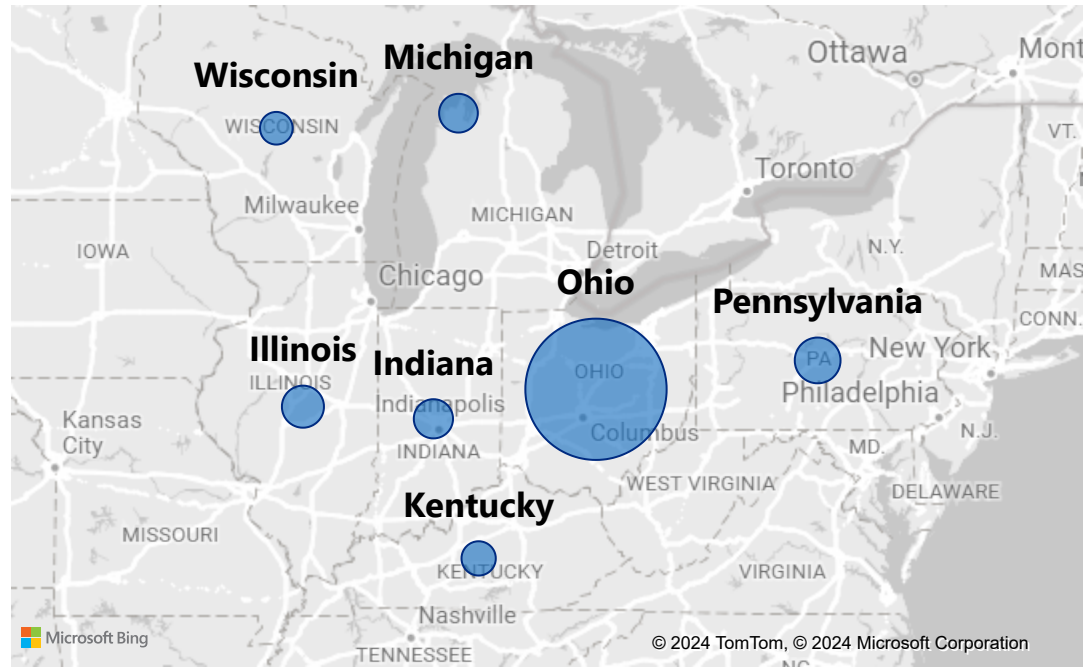 Ottawa
Mont
Michigan
Wisconsin
WISCONSIN
VT.
Toronto
Milwaukee
MICHIGAN
IOWA
Detroit
N.Y.
Chicago
MAS
Ohio
Pennsylvania
CONN.
Illinois
Indiana
New York
PA
OHIO
ILLINOIS
Philadelphia
Indianapolis
Kansas
City
Columbus
N.J.
MD.
INDIANA
WEST VIRGINIA
DELAWARE
Kentucky
MISSOURI
KENTUCKY
VIRGINIA
Nashville
Microsoft Bing
© 2024 TomTom, © 2024 Microsoft Corporation
TENNESSEE